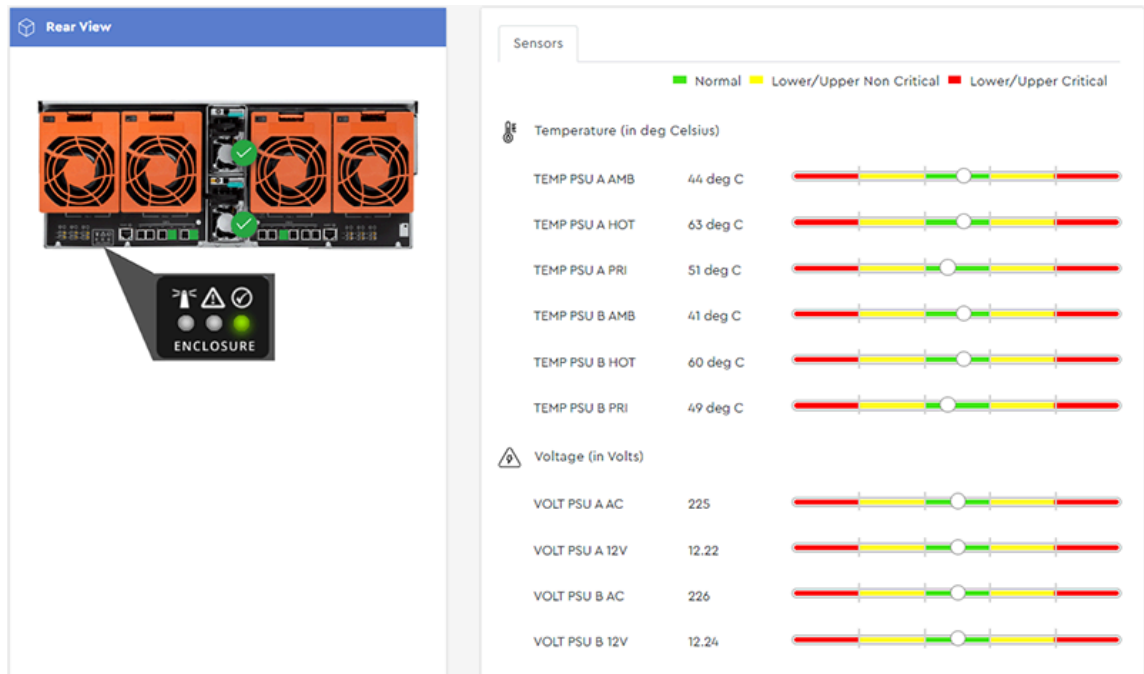 Rear View
ENCLOSURE
Sensors
Normal Lower/Upper Non Critical Lower/Upper Critical
Temperature (in deg Celsius)
TEMP PSU A AMB 44 deg C
TEMP PSU A HOT 63 deg C
TEMP PSU A PRI 51 deg C
TEMP PSU B AMB 41 deg C
TEMP PSU B HOT 60 deg C
TEMP PSU B PRI 49 deg C
Voltage (in Volts)
VOLT PSU A AC 225
VOLT PSU A 12V 12.22
VOLT PSU B AC 226
VOLT PSU B 12V 12.24